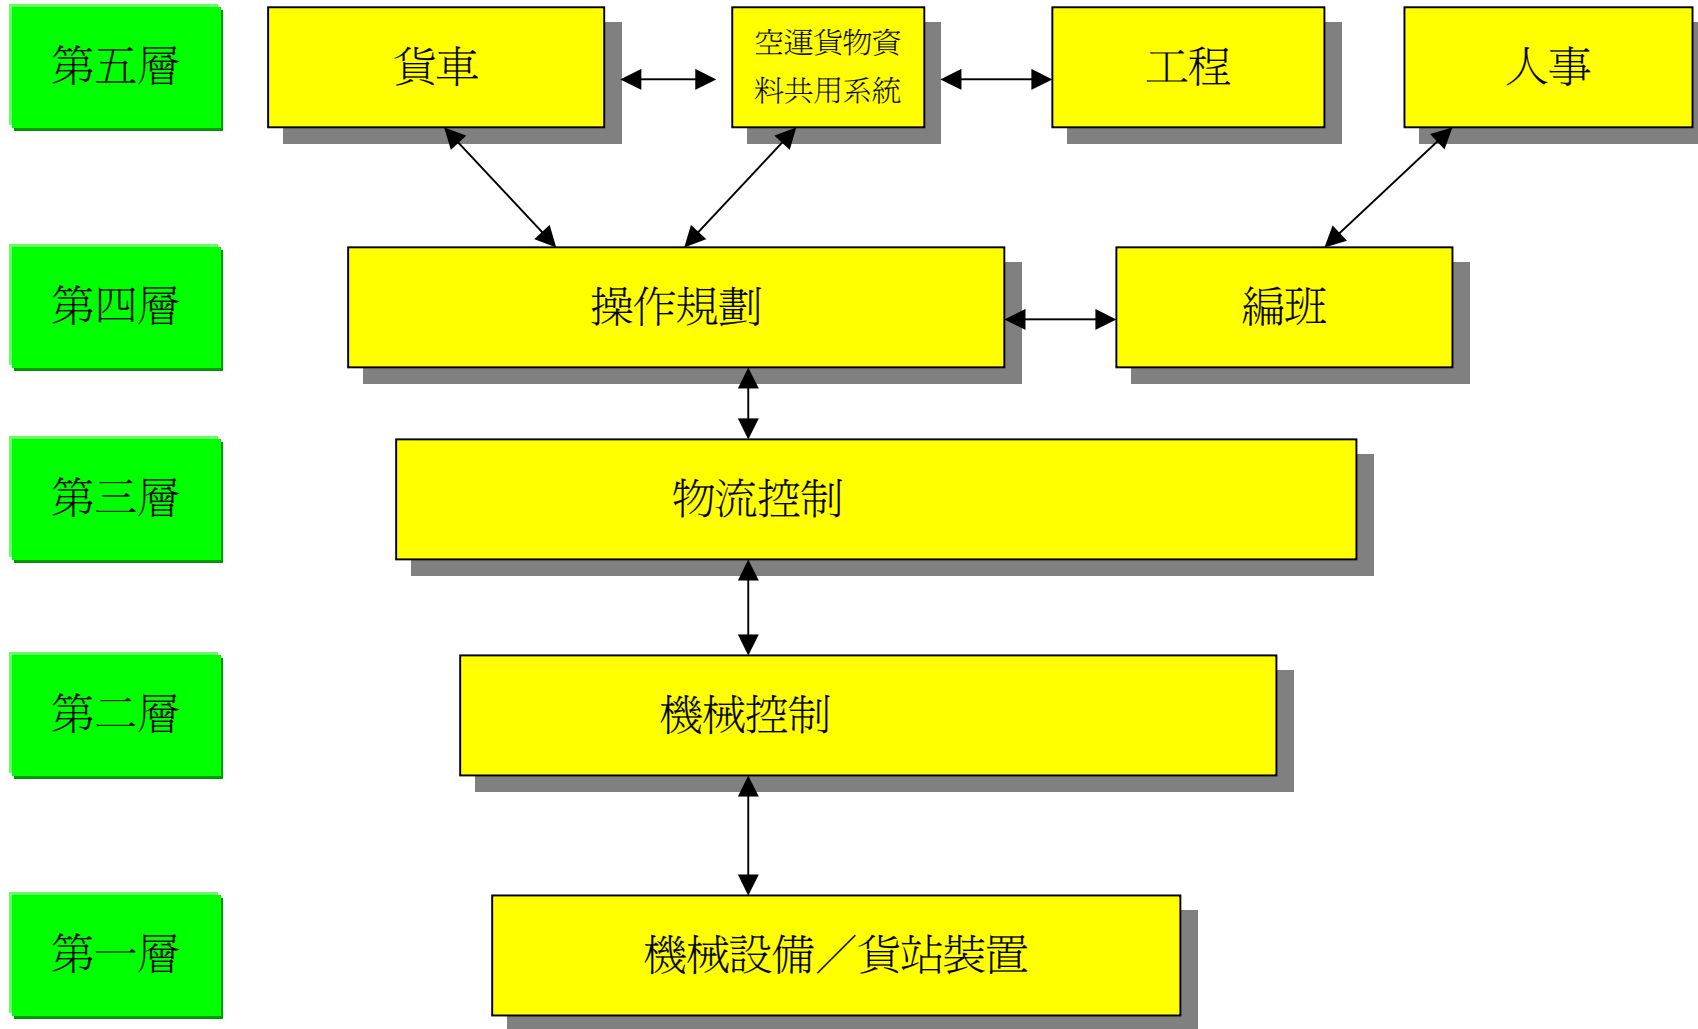 第五層
貨車
空運貨物資
料共用系統
工程
人事
第四層
操作規劃
編班
第三層
物流控制
第二層
機械控制
第一層
機械設備／貨站裝置